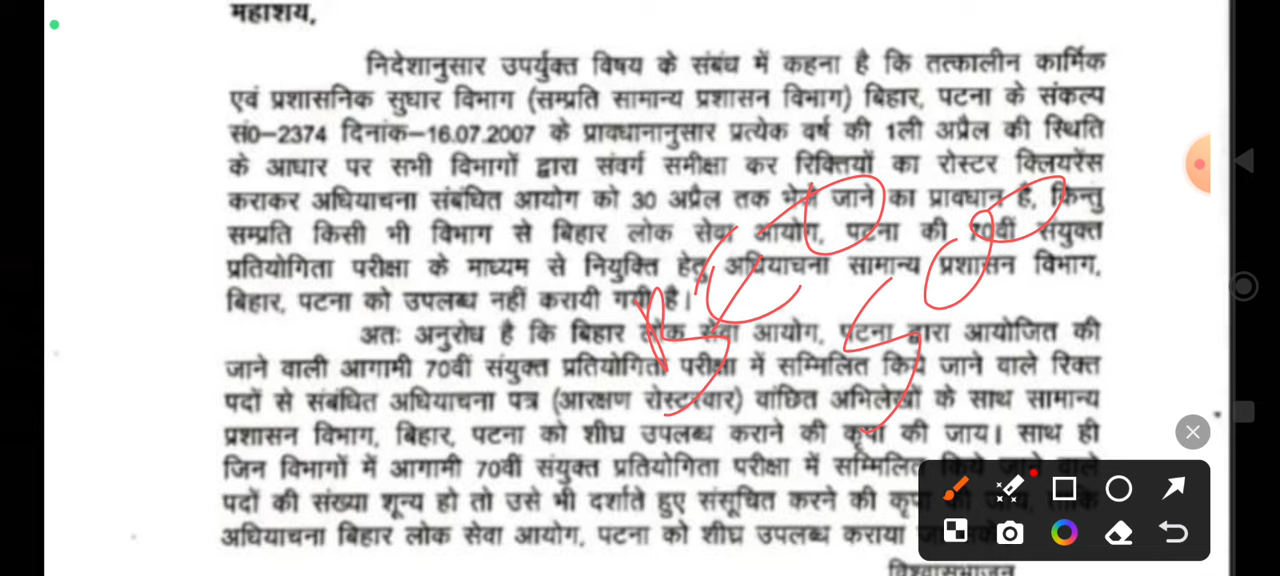 महाशय,
निदेशानुसार उपर्युक्त विषय के संबंध में कहना है कि तत्कालीन कार्मिक
एवं प्रशासनिक सुधार विभाग (सम्प्रति सामान्य प्रशासन विभाग) बिहार, पटना के संकल्प
सं0-2374 दिनांक-16.07.2007 के प्रावधानानुसार प्रत्येक वर्ष की 1ली अप्रैल की स्थिति
के आधार पर सभी विभागों द्वारा संवर्ग समीक्षा कर रिक्तियों का रोस्टर क्लियरेंस
कराकर अधियाचना संबंधित आयोग को 30 अप्रैल तक भेजे जाने का प्रावधान है, किन्तु
सम्प्रति किसी भी विभाग से बिहार लोक सेवा आयोग, पटना की 70वीं संयुक्त
प्रतियोगिता परीक्षा के माध्यम से नियुक्ति हेतु अधियाचना सामान्य प्रशासन विभाग,
बिहार, पटना को उपलब्ध नहीं करायी गयी है।
अतः अनुरोध है कि बिहार लोक सेवा आयोग, पटना द्वारा आयोजित की
जाने वाली आगामी 70वीं संयुक्त प्रतियोगिता परीक्षा में सम्मिलित किये जाने वाले रिक्त
पदों से संबंधित अधियाचना पत्र (आरक्षण रोस्टरवार) वांछित अभिलेखों के साथ सामान्य
प्रशासन विभाग, बिहार, पटना को शीघ्र उपलब्ध कराने की कृपा की जाय। साथ ही
जिन विभागों में आगामी 70वीं संयुक्त प्रतियोगिता परीक्षा में सम्मिलित किये जाने वाले
पदों की संख्या शून्य हो तो उसे भी दर्शाते हुए संसूचित करने की कृपा की जाय, ताकि
अधियाचना बिहार लोक सेवा आयोग, पटना को शीघ्र उपलब्ध कराया
विश्वासभाजन